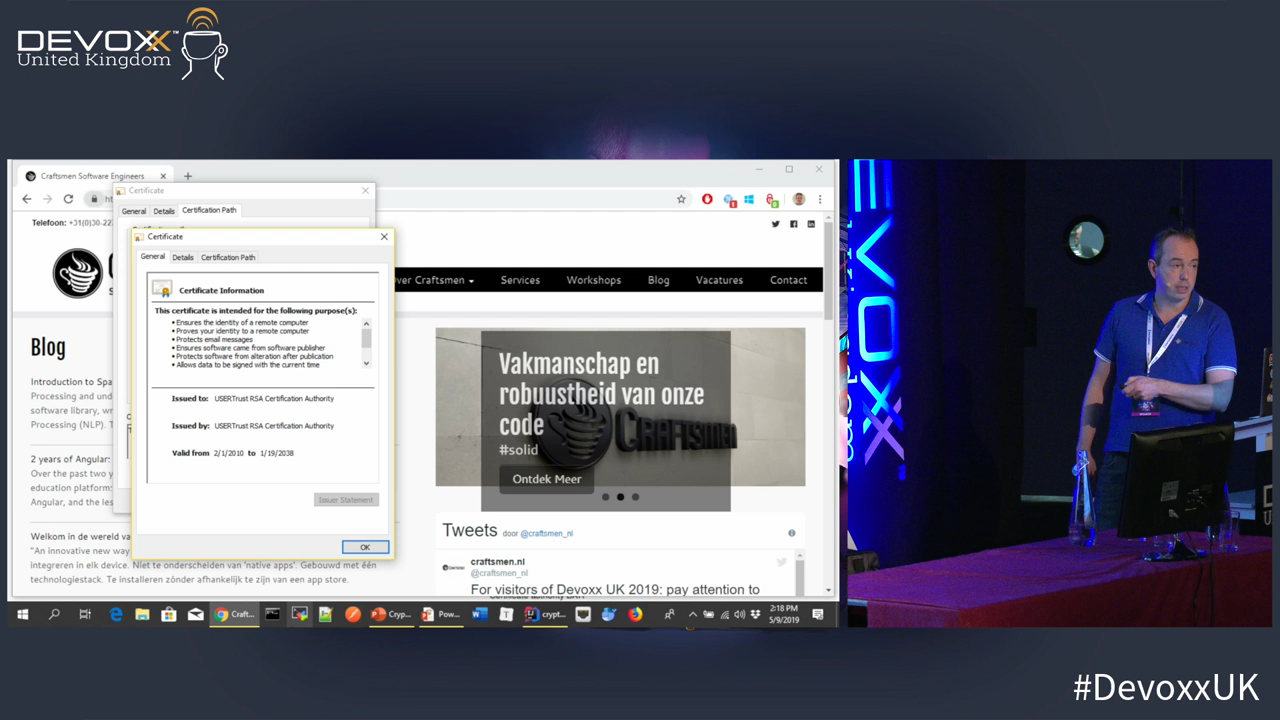 DEVOXX™
United Kingdom
Craftsmen Software Engineers
Certificate
General Details Certification Path
Telefoon: +31(0)30-22
Certificate
General Details Certification Path
Certificate Information
This certificate is intended for the following purpose(s):
• Ensures the identity of a remote computer
• Proves your identity to a remote computer
• Protects email messages
• Ensures software came from software publisher
• Protects software from alteration after publication
• Allows data to be signed with the current time
Issued to: USERTrust RSA Certification Authority
Issued by: USERTrust RSA Certification Authority
Valid from 2/1/2010 to 1/19/2038
Issuer Statement
OK
ver Craftsmen Services Workshops Blog Vacatures Contact
Blog
Introduction to Spa
Processing and und
software library, wr
Processing (NLP). T
2 years of Angular:
Over the past two y
education platform:
Angular, and the les
Welkom in de wereld va
"An innovative new way
integreren in elk device. Niet te onderscheiden van 'native apps'. Gebouwd met één
technologiestack. Te installeren zónder afhankelijk te zijn van een app store.
Vakmanschap en
robuustheid van onze
code
#solid
Ontdek Meer
CRAFTSMEN
Tweets door @craftsmen_nl
craftsmen.nl
@craftsmen_nl
For visitors of Devoxx UK 2019: pay attention to
Craft...
Cryp...
Pow...
crypt...
2:18 PM
5/9/2019
EVOXX
#DevoxxUK